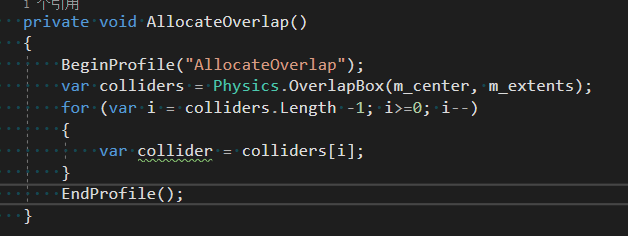 1 个引用
private void AllocateOverlap()
{
BeginProfile("AllocateOverlap");
var colliders = Physics.OverlapBox(m_center, m_extents);
for (var i = colliders.Length -1; i>=0; i--)
{
var collider = colliders[i];
}
EndProfile();
}